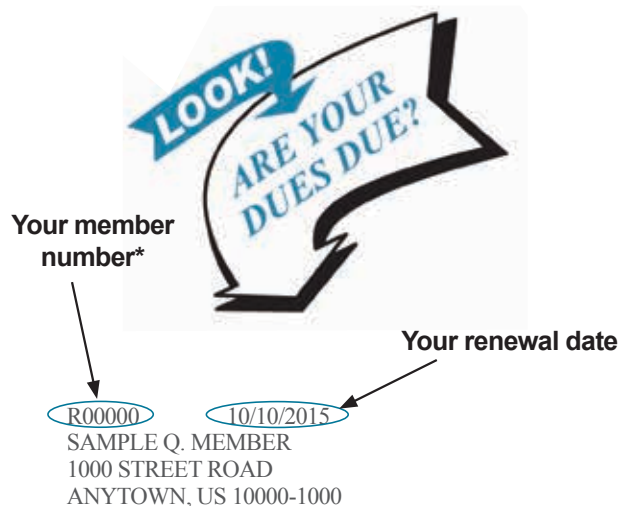 LOOK!
ARE YOUR
DUES DUE?
Your member
number*
Your renewal date
R00000 10/10/2015
SAMPLE Q. MEMBER
1000 STREET ROAD
ANYTOWN, US 10000-1000